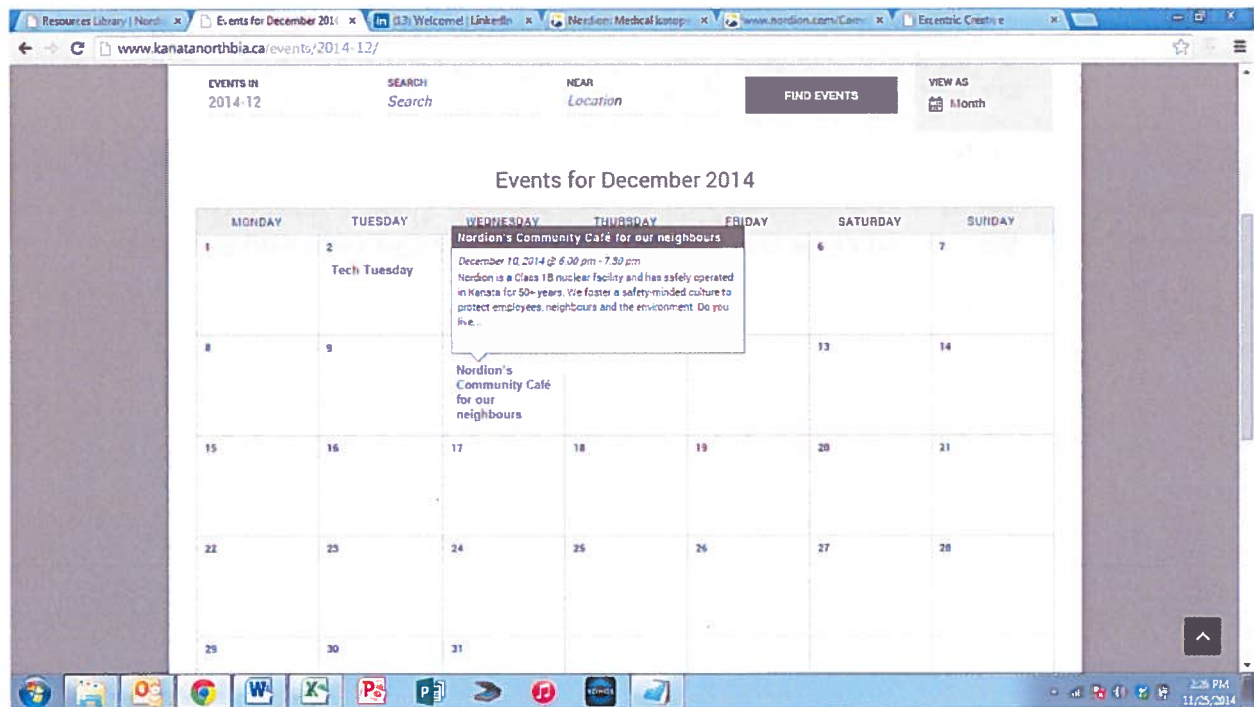 Resources Library | Nord
Events for December 201
(13) Welcome! | LinkedIn
Nordion: Medical Isotop
www.nordion.com/Com
Excentric Creative
www.kanatanorthbia.ca/events/2014-12/
EVENTS IN
2014-12
SEARCH
Search
NEAR
Location
FIND EVENTS
VIEW AS
Month
Events for December 2014
MONDAY TUESDAY WEDNESDAY THURSDAY FRIDAY SATURDAY SUNDAY
1 2 6 7
Tech Tuesday
Nordion's Community Café for our neighbours
December 10, 2014 @ 6:00 pm - 7:30 pm
Nordion is a Class 1B nuclear facility and has safely operated
in Kanata for 50+ years. We foster a safety-minded culture to
protect employees, neighbours and the environment. Do you
live...
8 9 13 14
Nordion's
Community Café
for our
neighbours
15 16 17 18 19 20 21
22 23 24 25 26 27 28
29 30 31
2:26 PM
11/25/2014